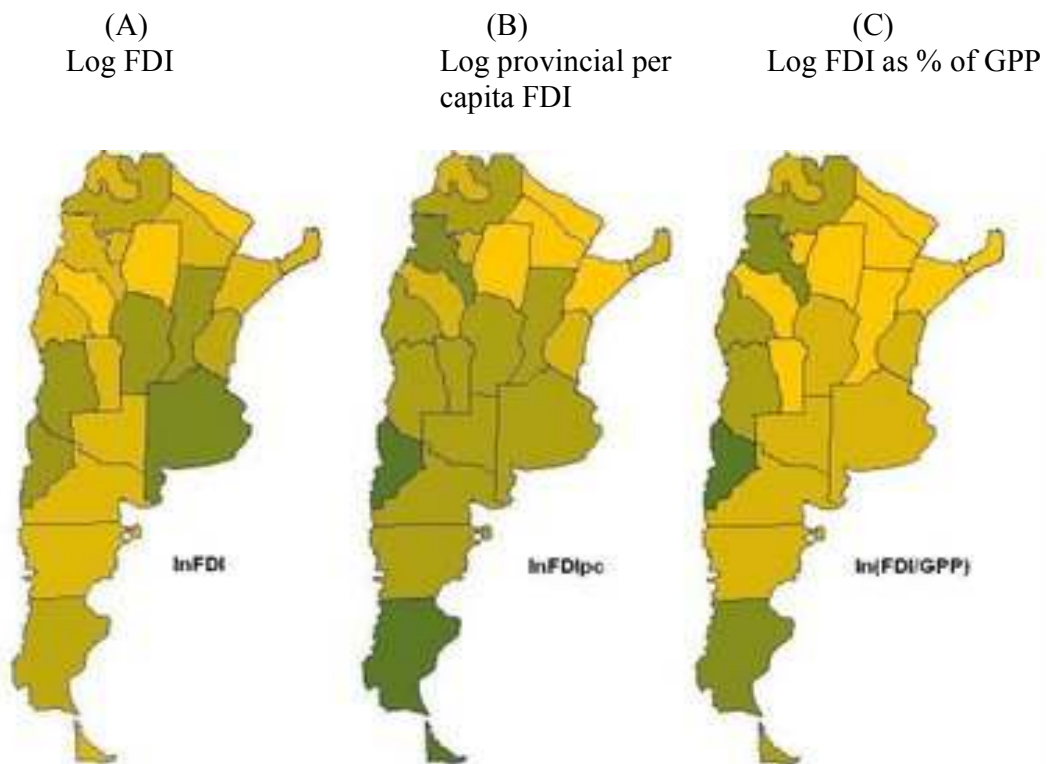 (A)
Log FDI
(B)
Log provincial per
capita FDI
(C)
Log FDI as % of GPP
lnFDI
lnFDIpc
ln(FDI/GPP)